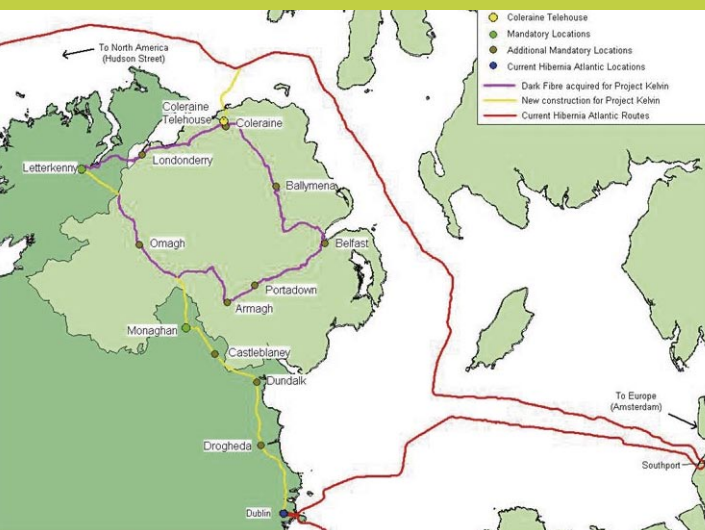 Coleraine Telehouse
Mandatory Locations
Additional Mandatory Locations
Current Hibernia Atlantic Locations
Dark Fibre acquired for Project Kelvin
New construction for Project Kelvin
Current Hibernia Atlantic Routes
To North America
(Hudson Street)
Coleraine
Telehouse
Coleraine
Londonderry
Letterkenny
Ballymena
Omagh
Belfast
Portadown
Armagh
Monaghan
Castleblaney
Dundalk
To Europe
(Amsterdam)
Drogheda
Southport
Dublin